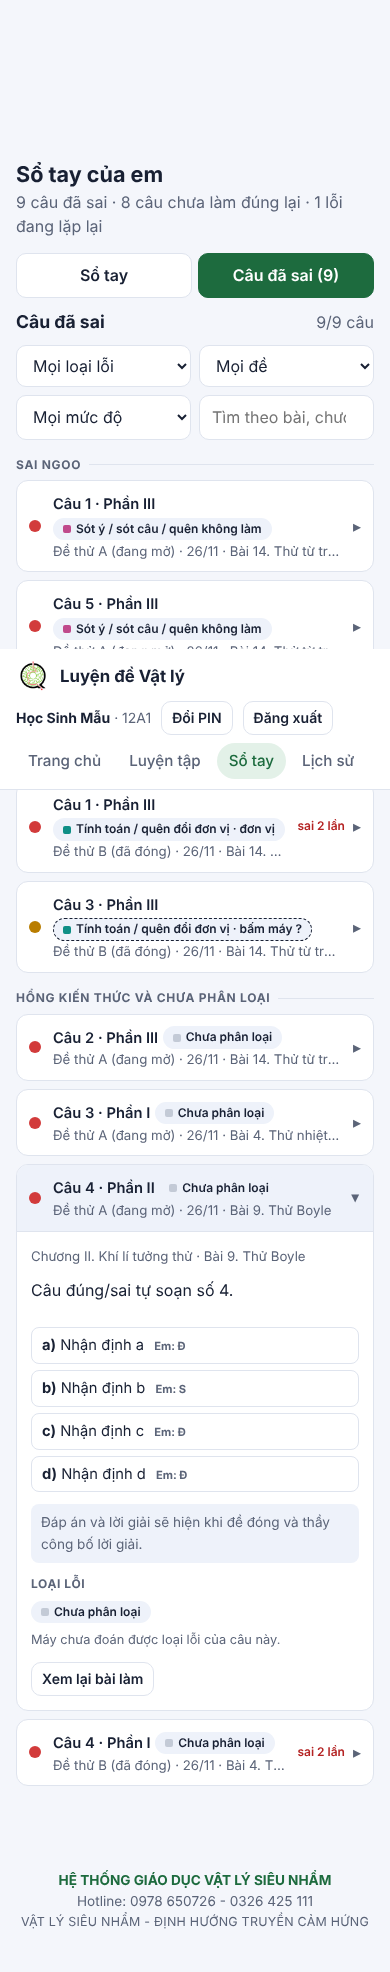 Sổ tay của em
9 câu đã sai · 8 câu chưa làm đúng lại · 1 lỗi
đang lặp lại
Sổ tay
Câu đã sai (9)
Câu đã sai
9/9 câu
Mọi loại lỗi
Mọi đề
Mọi mức độ
Tìm theo bài,
SAI NGOO
Câu 1 · Phần III
Sót ý / sót câu / quên không làm
Đề thử A (đang mở) · 26/11 · Bài 14. Thử từ tr...
Câu 5 · Phần III
Sót ý / sót câu / quên không làm
Luyện đề Vật lý
Học Sinh Mẫu · 12A1
Đổi PIN
Đăng xuất
Trang chủ
Luyện tập
Sổ tay
Lịch sử
Câu 1 · Phần III
Tính toán / quên đổi đơn vị · đơn vị
sai 2 lần
Đề thử B (đã đóng) · 26/11 · Bài 14. ...
Câu 3 · Phần III
Tính toán / quên đổi đơn vị · bấm máy ?
Đề thử B (đã đóng) · 26/11 · Bài 14. Thử từ tr...
HỔNG KIẾN THỨC VÀ CHƯA PHÂN LOẠI
Câu 2 · Phần III Chưa phân loại
Đề thử A (đang mở) · 26/11 · Bài 14. Thử từ tr...
Câu 3 · Phần I Chưa phân loại
Đề thử A (đang mở) · 26/11 · Bài 4. Thử nhiệt...
Câu 4 · Phần II Chưa phân loại
Đề thử A (đang mở) · 26/11 · Bài 9. Thử Boyle
Chương II. Khí lí tưởng thử · Bài 9. Thử Boyle
Câu đúng/sai tự soạn số 4.
a) Nhận định a Em: Đ
b) Nhận định b Em: S
c) Nhận định c Em: Đ
d) Nhận định d Em: Đ
Đáp án và lời giải sẽ hiện khi đề đóng và thầy
công bố lời giải.
LOẠI LỖI
Chưa phân loại
Máy chưa đoán được loại lỗi của câu này.
Xem lại bài làm
Câu 4 · Phần I Chưa phân loại
sai 2 lần
Đề thử B (đã đóng) · 26/11 · Bài 4. T...
HỆ THỐNG GIÁO DỤC VẬT LÝ SIÊU NHẨM
Hotline: 0978 650726 - 0326 425 111
VẬT LÝ SIÊU NHẨM - ĐỊNH HƯỚNG TRUYỀN CẢM HỨNG